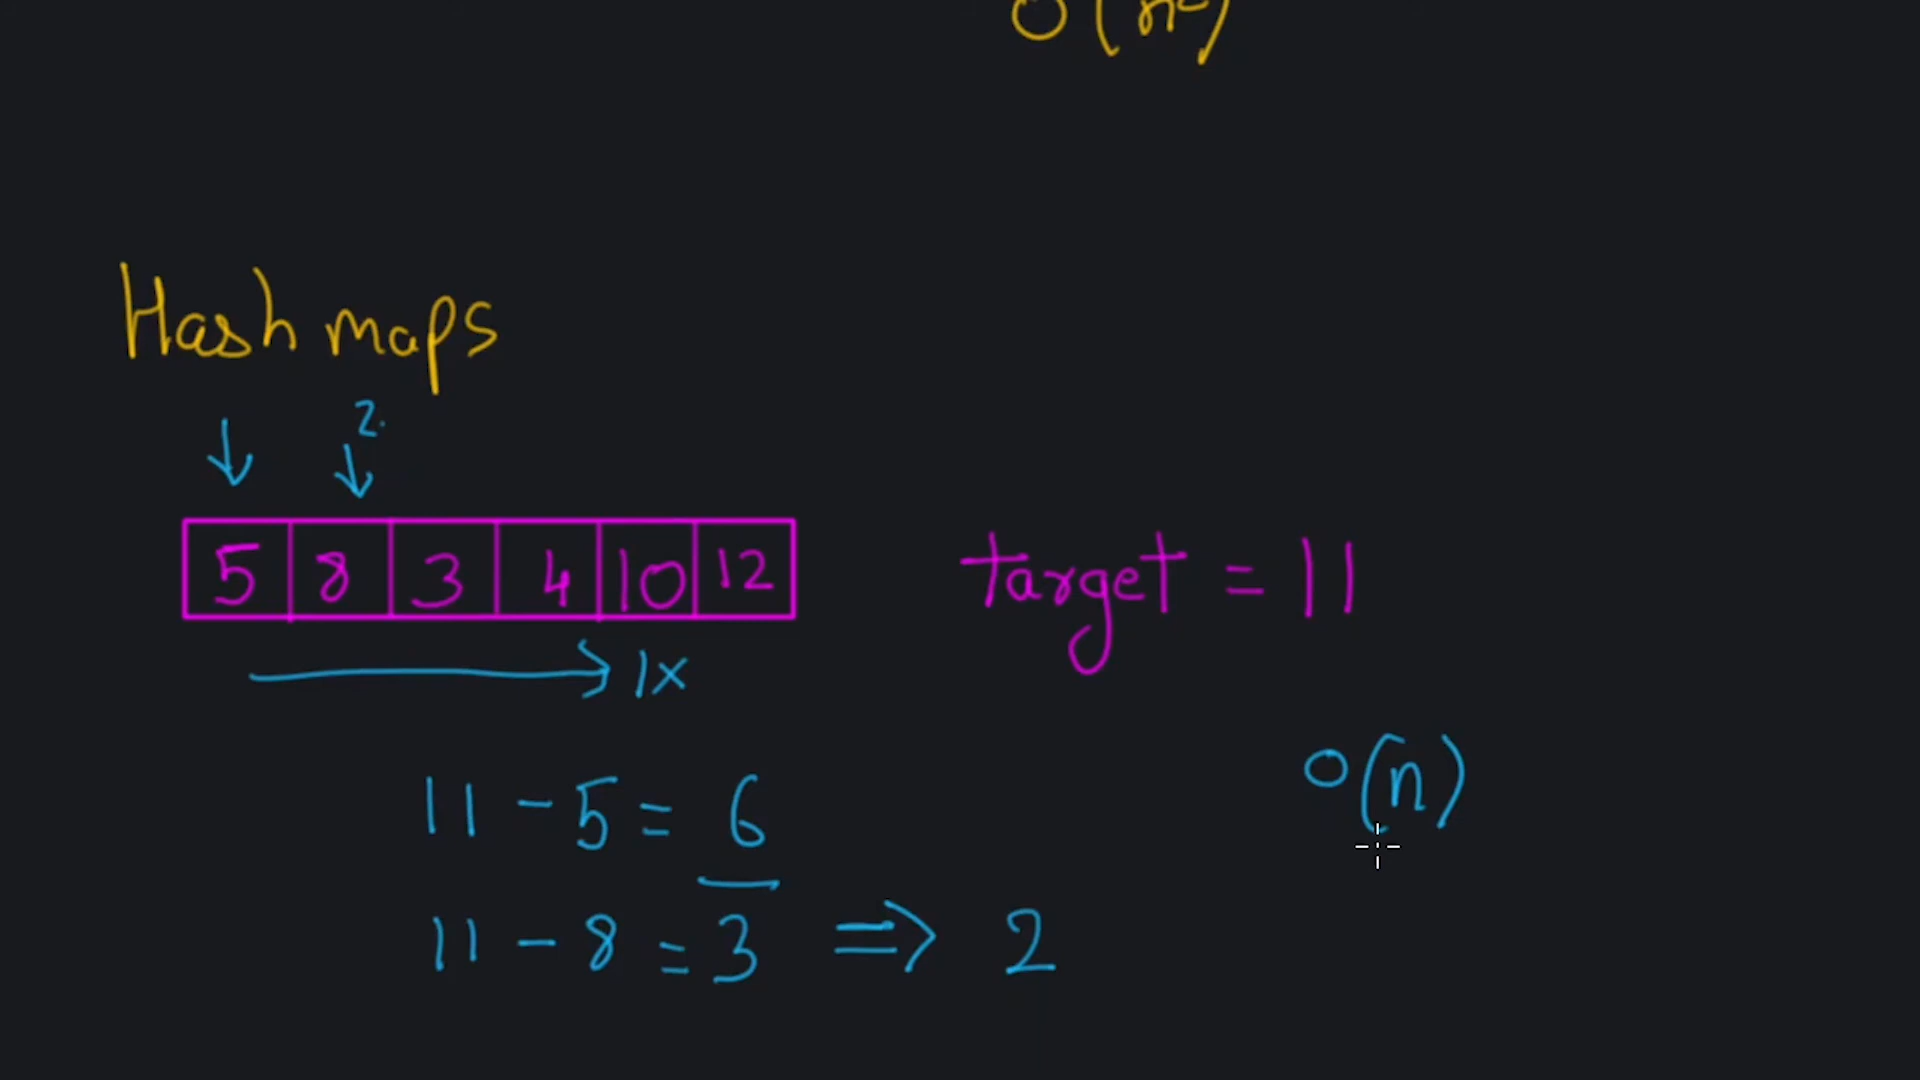 O(n²)
Hash maps
2.
5 8 3 4 10 12
target = 11
1x
O(n)
11 - 5 = 6
11 - 8 = 3 ⇒ 2